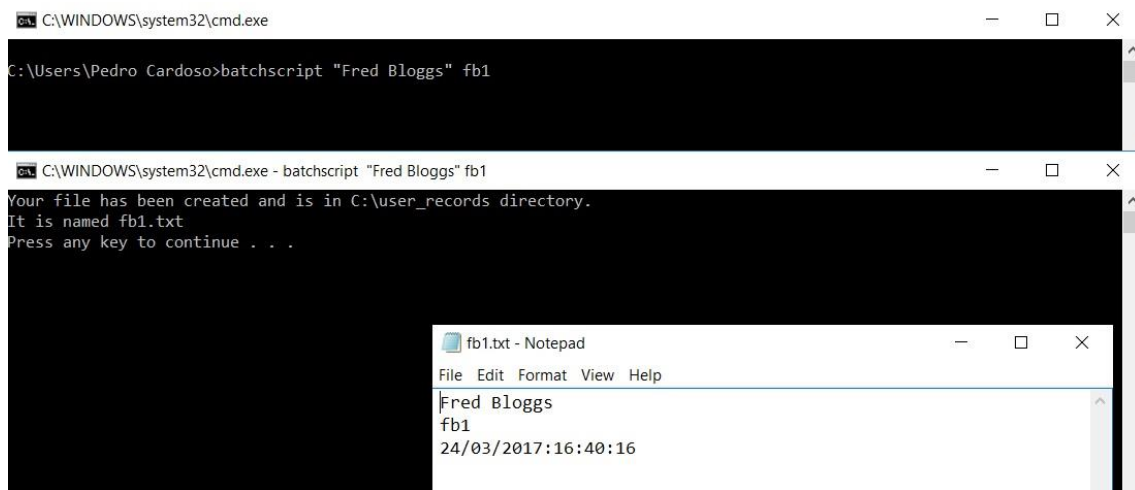 C:\WINDOWS\system32\cmd.exe
C:\Users\Pedro Cardoso>batchscript "Fred Bloggs" fb1
C:\WINDOWS\system32\cmd.exe - batchscript  "Fred Bloggs" fb1
Your file has been created and is in C:\user_records directory.
It is named fb1.txt
Press any key to continue . . .
fb1.txt - Notepad
File Edit Format View Help
Fred Bloggs
fb1
24/03/2017:16:40:16